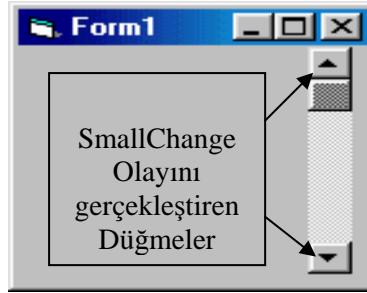 Form1
SmallChange
Olayını
gerçekleştiren
Düğmeler